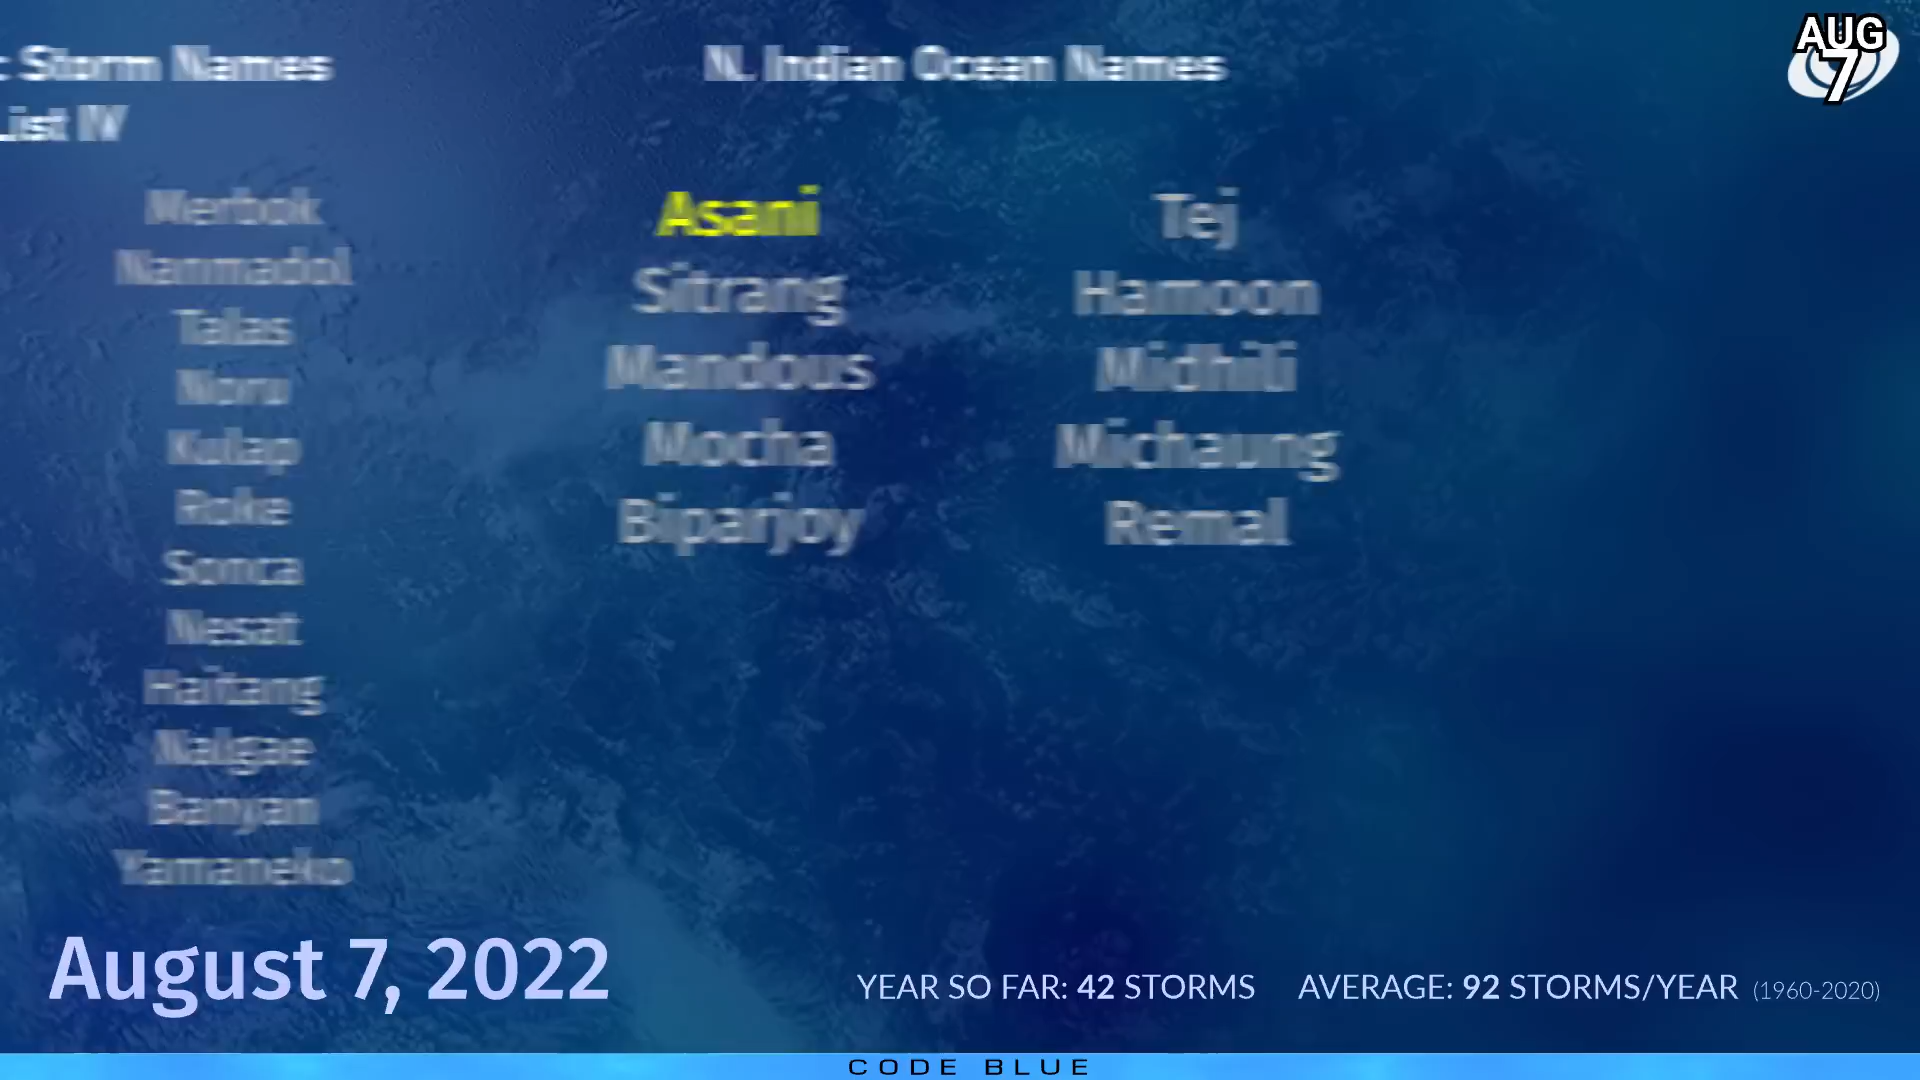 : Storm Names
List IV
Merbok
Nanmadol
Talas
Noru
Kulap
Roke
Sonca
Nesat
Haitang
Nalgae
Banyan
Yamaneko
N. Indian Ocean Names
Asani
Sitrang
Mandous
Mocha
Biparjoy
Tej
Hamoon
Midhili
Michaung
Remal
AUG
7
August 7, 2022
YEAR SO FAR: 42 STORMS AVERAGE: 92 STORMS/YEAR (1960-2020)
CODE BLUE